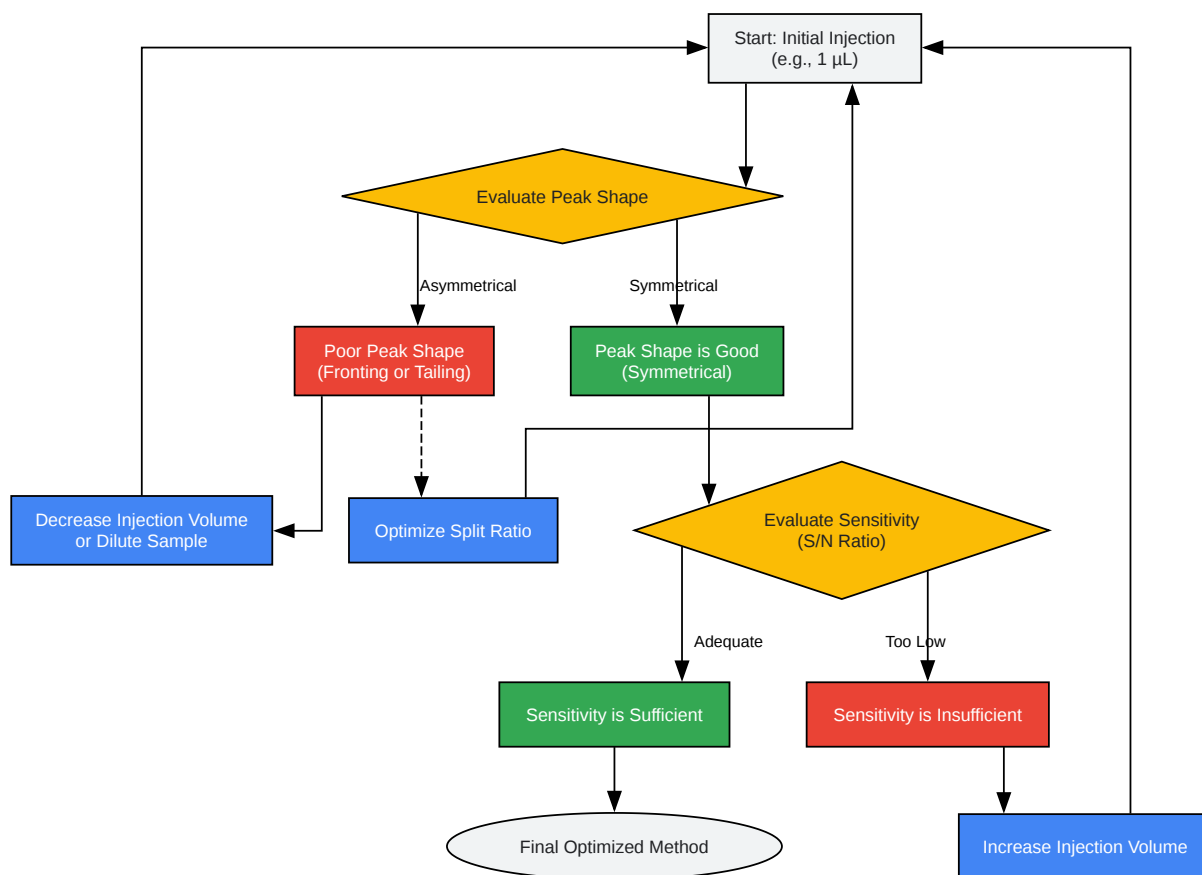 Start: Initial Injection
(e.g., 1 µL)
Evaluate Peak Shape
Asymmetrical
Symmetrical
Poor Peak Shape
(Fronting or Tailing)
Peak Shape is Good
(Symmetrical)
Decrease Injection Volume
or Dilute Sample
Optimize Split Ratio
Evaluate Sensitivity
(S/N Ratio)
Adequate
Too Low
Sensitivity is Sufficient
Sensitivity is Insufficient
Final Optimized Method
Increase Injection Volume